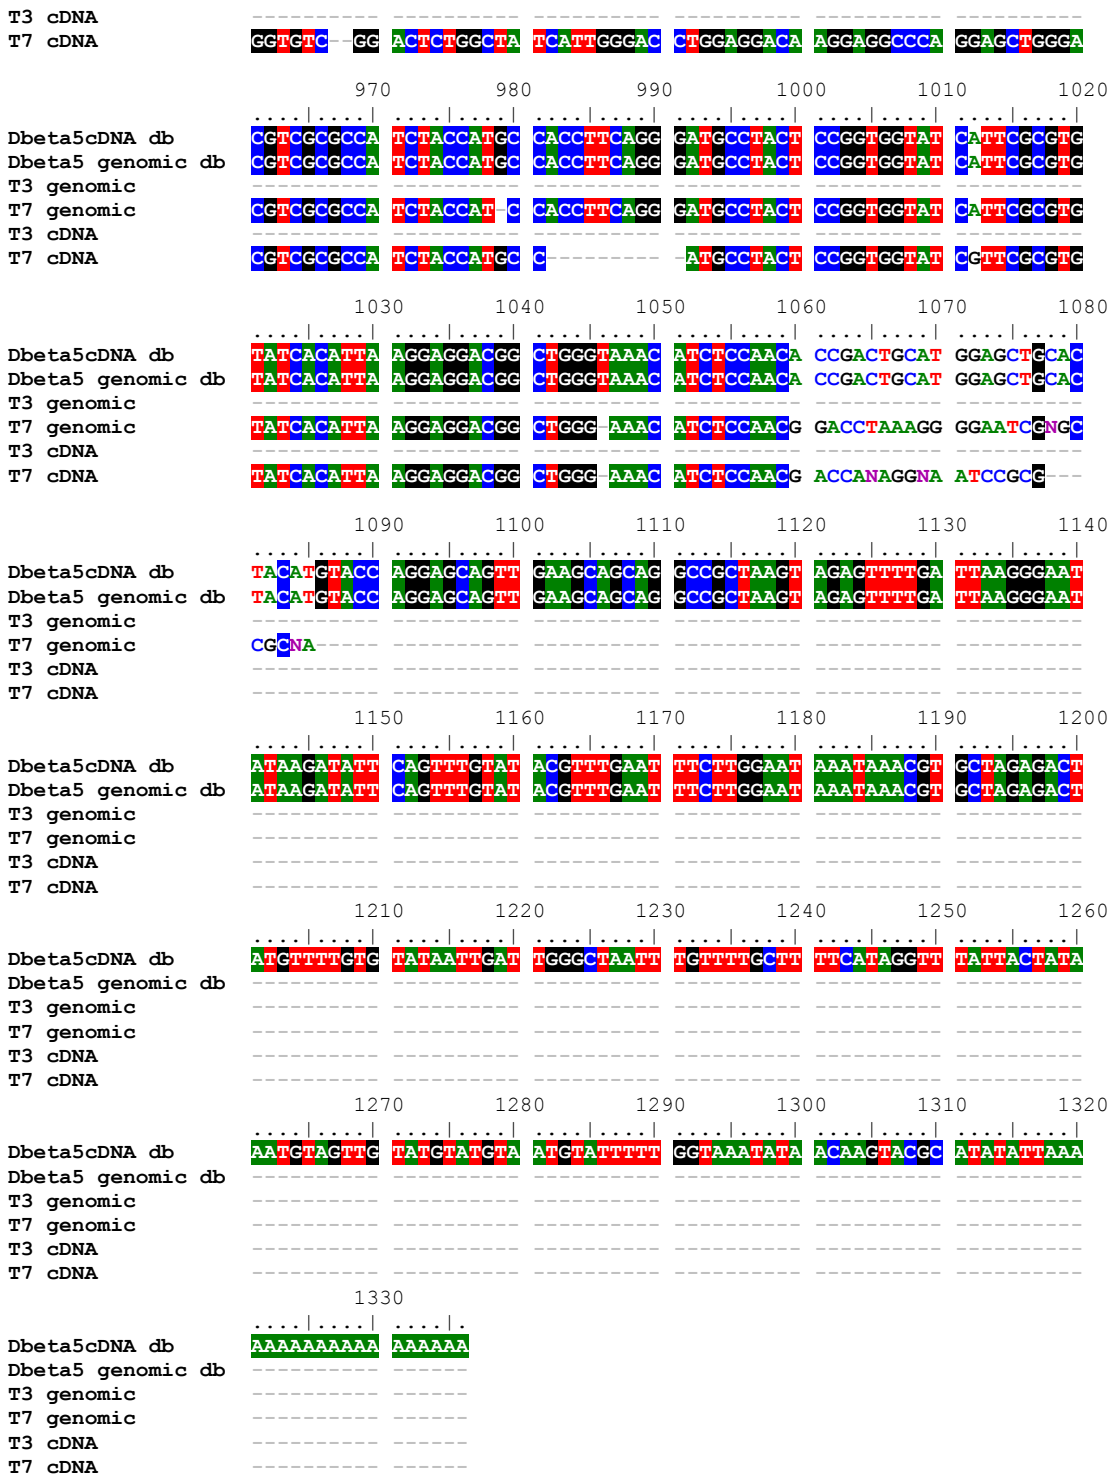 T3 cDNA ---------- ---------- ---------- ---------- ---------- ----------
T7 cDNA GGTGTC--GG ACTCTGGCTA TCATTGGGAC CTGGAGGACA AGGAGGCCCA GGAGCTGGGA
970 980 990 1000 1010 1020
....|....| ....|....| ....|....| ....|....| ....|....| ....|....|
Dbeta5cDNA db CGTCGCGCCA TCTACCATGC CACCTTCAGG GATGCCTACT CCGGTGGTAT CATTCGCGTG
Dbeta5 genomic db CGTCGCGCCA TCTACCATGC CACCTTCAGG GATGCCTACT CCGGTGGTAT CATTCGCGTG
T3 genomic ---------- ---------- ---------- ---------- ---------- ----------
T7 genomic CGTCGCGCCA TCTACCAT-C CACCTTCAGG GATGCCTACT CCGGTGGTAT CATTCGCGTG
T3 cDNA ---------- ---------- ---------- ---------- ---------- ----------
T7 cDNA CGTCGCGCCA TCTACCATGC C--------- -ATGCCTACT CCGGTGGTAT CGTTCGCGTG
1030 1040 1050 1060 1070 1080
....|....| ....|....| ....|....| ....|....| ....|....| ....|....|
Dbeta5cDNA db TATCACATTA AGGAGGACGG CTGGGTAAAC ATCTCCAACA CCGACTGCAT GGAGCTGCAC
Dbeta5 genomic db TATCACATTA AGGAGGACGG CTGGGTAAAC ATCTCCAACA CCGACTGCAT GGAGCTGCAC
T3 genomic ---------- ---------- ---------- ---------- ---------- ----------
T7 genomic TATCACATTA AGGAGGACGG CTGGG-AAAC ATCTCCAACG GACCTAAAGG GGAATCGNGC
T3 cDNA ---------- ---------- ---------- ---------- ---------- ----------
T7 cDNA TATCACATTA AGGAGGACGG CTGGG-AAAC ATCTCCAACG ACCANAGGNA ATCCGCG---
1090 1100 1110 1120 1130 1140
....|....| ....|....| ....|....| ....|....| ....|....| ....|....|
Dbeta5cDNA db TACATGTACC AGGAGCAGTT GAAGCAGCAG GCCGCTAAGT AGAGTTTTGA TTAAGGGAAT
Dbeta5 genomic db TACATGTACC AGGAGCAGTT GAAGCAGCAG GCCGCTAAGT AGAGTTTTGA TTAAGGGAAT
T3 genomic ---------- ---------- ---------- ---------- ---------- ----------
T7 genomic CGCNA----- ---------- ---------- ---------- ---------- ----------
T3 cDNA ---------- ---------- ---------- ---------- ---------- ----------
T7 cDNA ---------- ---------- ---------- ---------- ---------- ----------
1150 1160 1170 1180 1190 1200
....|....| ....|....| ....|....| ....|....| ....|....| ....|....|
Dbeta5cDNA db ATAAGATATT CAGTTTGTAT ACGTTTGAAT TTCTTGGAAT AAATAAACGT GCTAGAGACT
Dbeta5 genomic db ATAAGATATT CAGTTTGTAT ACGTTTGAAT TTCTTGGAAT AAATAAACGT GCTAGAGACT
T3 genomic ---------- ---------- ---------- ---------- ---------- ----------
T7 genomic ---------- ---------- ---------- ---------- ---------- ----------
T3 cDNA ---------- ---------- ---------- ---------- ---------- ----------
T7 cDNA ---------- ---------- ---------- ---------- ---------- ----------
1210 1220 1230 1240 1250 1260
....|....| ....|....| ....|....| ....|....| ....|....| ....|....|
Dbeta5cDNA db ATGTTTTGTG TATAATTGAT TGGGCTAATT TGTTTTGCTT TTCATAGGTT TATTACTATA
Dbeta5 genomic db ---------- ---------- ---------- ---------- ---------- ----------
T3 genomic ---------- ---------- ---------- ---------- ---------- ----------
T7 genomic ---------- ---------- ---------- ---------- ---------- ----------
T3 cDNA ---------- ---------- ---------- ---------- ---------- ----------
T7 cDNA ---------- ---------- ---------- ---------- ---------- ----------
1270 1280 1290 1300 1310 1320
....|....| ....|....| ....|....| ....|....| ....|....| ....|....|
Dbeta5cDNA db AATGTAGTTG TATGTATGTA ATGTATTTTT GGTAAATATA ACAAGTACGC ATATATTAAA
Dbeta5 genomic db ---------- ---------- ---------- ---------- ---------- ----------
T3 genomic ---------- ---------- ---------- ---------- ---------- ----------
T7 genomic ---------- ---------- ---------- ---------- ---------- ----------
T3 cDNA ---------- ---------- ---------- ---------- ---------- ----------
T7 cDNA ---------- ---------- ---------- ---------- ---------- ----------
1330
....|....| ....|.
Dbeta5cDNA db AAAAAAAAAA AAAAAA
Dbeta5 genomic db ---------- ------
T3 genomic ---------- ------
T7 genomic ---------- ------
T3 cDNA ---------- ------
T7 cDNA ---------- ------